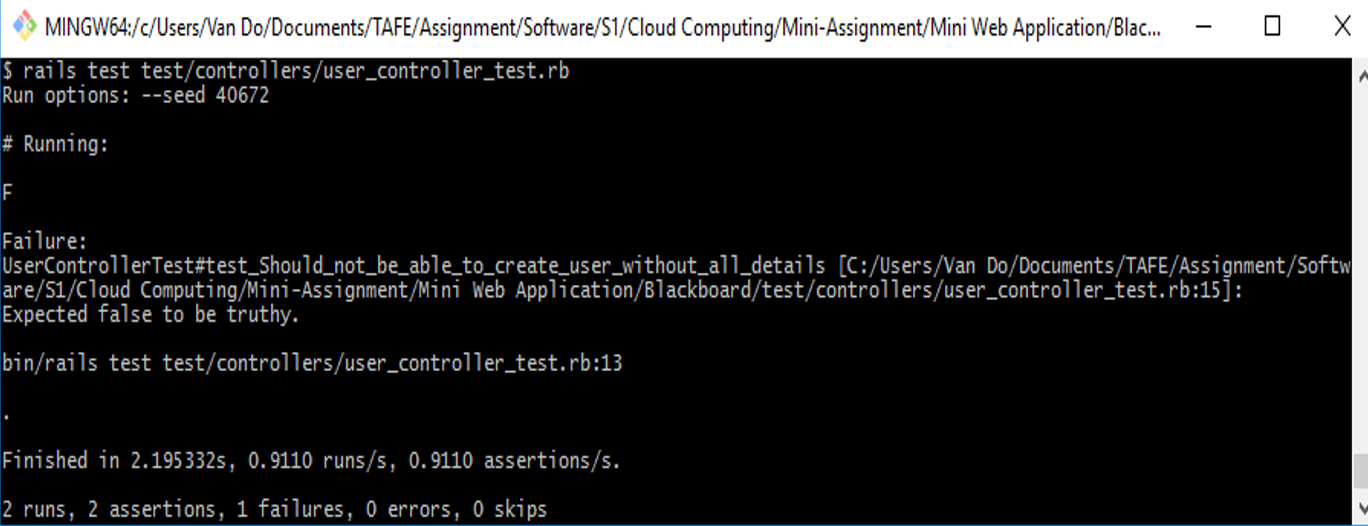 MINGW64:/c/Users/Van Do/Documents/TAFE/Assignment/Software/S1/Cloud Computing/Mini-Assignment/Mini Web Application/Blac...
$ rails test test/controllers/user_controller_test.rb
Run options: --seed 40672
# Running:
F
Failure:
UserControllerTest#test_Should_not_be_able_to_create_user_without_all_details [C:/Users/Van Do/Documents/TAFE/Assignment/Softw
are/S1/Cloud Computing/Mini-Assignment/Mini Web Application/Blackboard/test/controllers/user_controller_test.rb:15]:
Expected false to be truthy.
bin/rails test test/controllers/user_controller_test.rb:13
.
Finished in 2.195332s, 0.9110 runs/s, 0.9110 assertions/s.
2 runs, 2 assertions, 1 failures, 0 errors, 0 skips